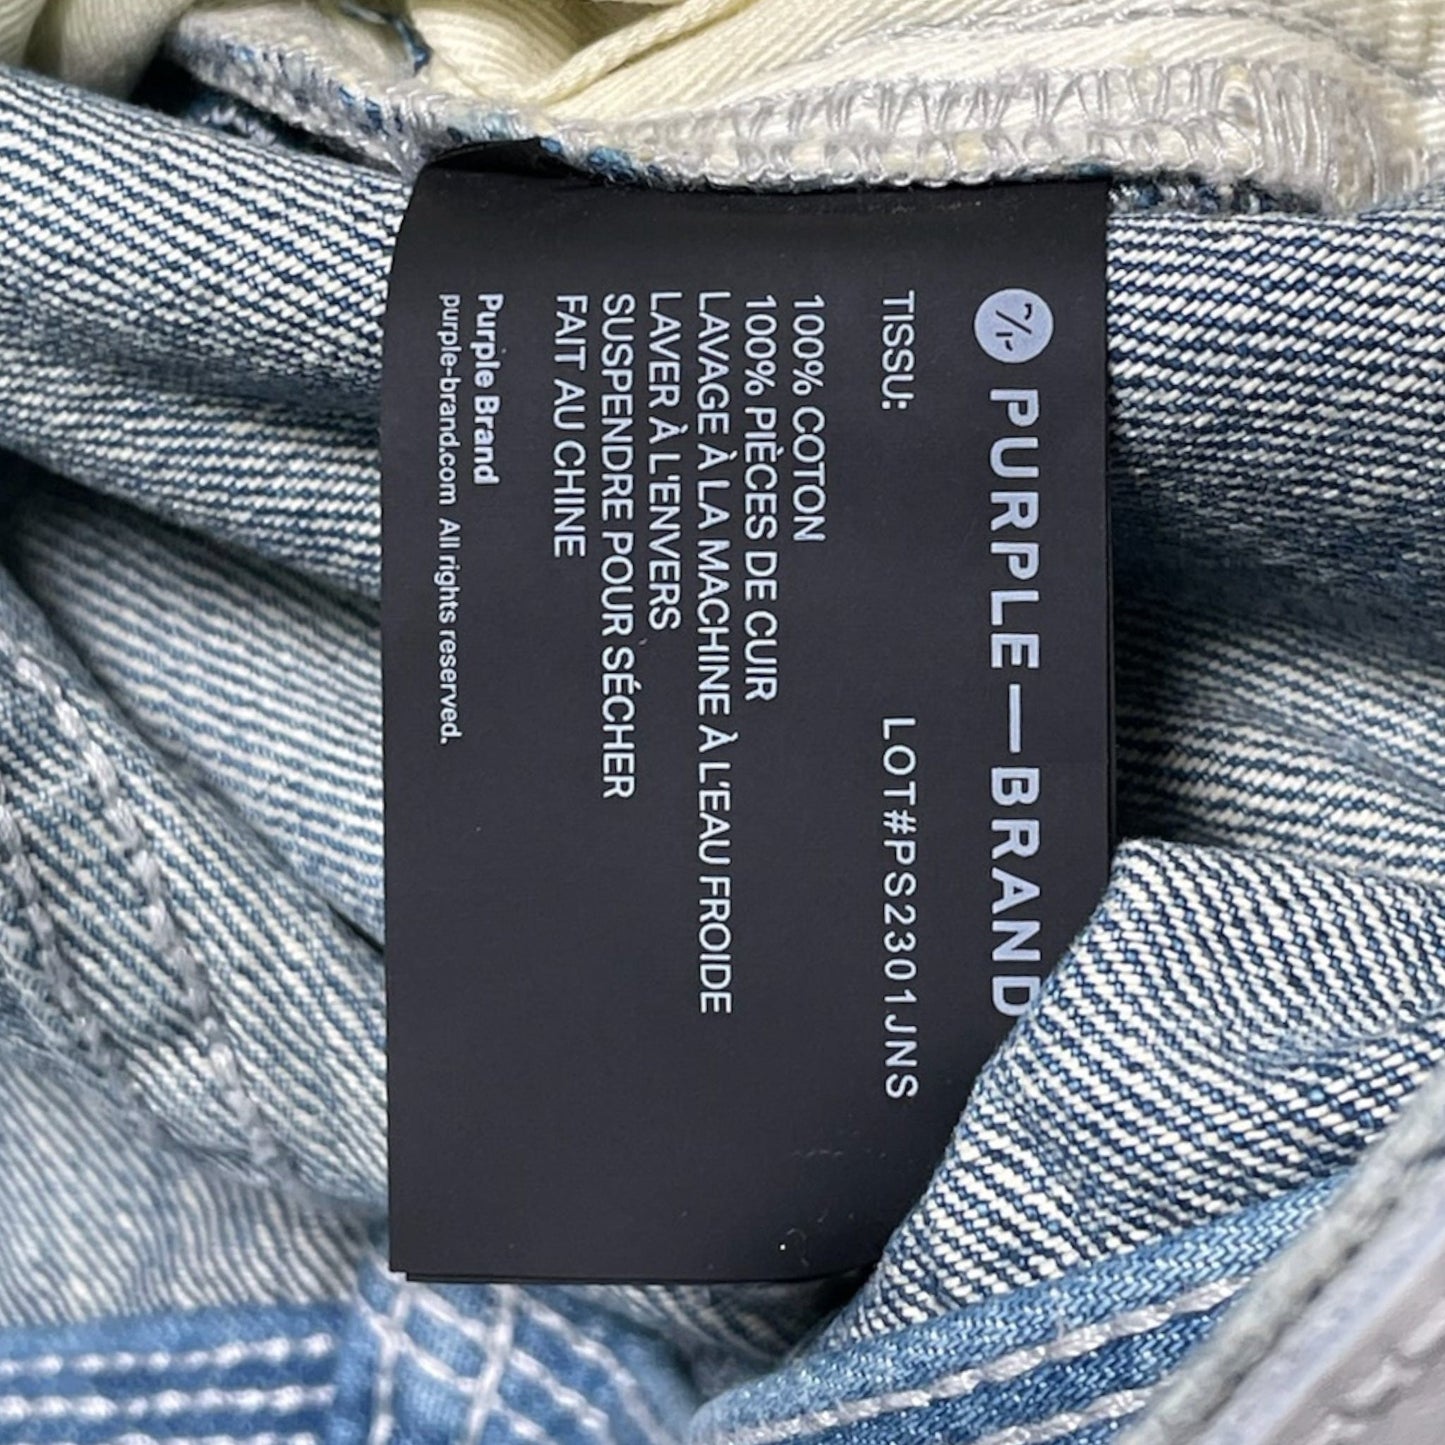 PURPLE—BRAND
TISSU: LOT#PS2301JNS
100% COTON
100% PIÈCES DE CUIR
LAVAGE À LA MACHINE À L'EAU FROIDE
LAVER À L'ENVERS
SUSPENDRE POUR SÉCHER
FAIT AU CHINE
Purple Brand
purple-brand.com All rights reserved.